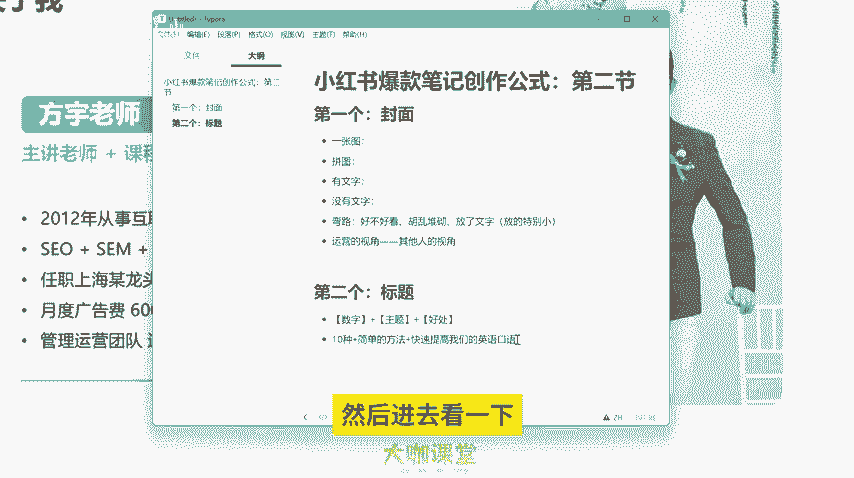 关于我
Untitled - Typora
编辑(E) 段落(P) 格式(O) 视图(V) 主题(T) 帮助(H)
文件 大纲
小红书爆款笔记创作公式：第二节
第一个：封面
第二个：标题
小红书爆款笔记创作公式：第二节
第一个：封面
一张图：
拼图：
有文字：
没有文字：
弯路：好不好看、胡乱堆砌、放了文字（放的特别小）
运营的视角——其他人的视角
第二个：标题
【数字】+【主题】+【好处】
10种+简单的方法+快速提高我们的英语口语
方宇老师
主讲老师 + 课程
2012年从事互联
SEO + SEM +
任职上海某龙头
月度广告费 600
管理运营团队
然后进去看一下
大咖课堂